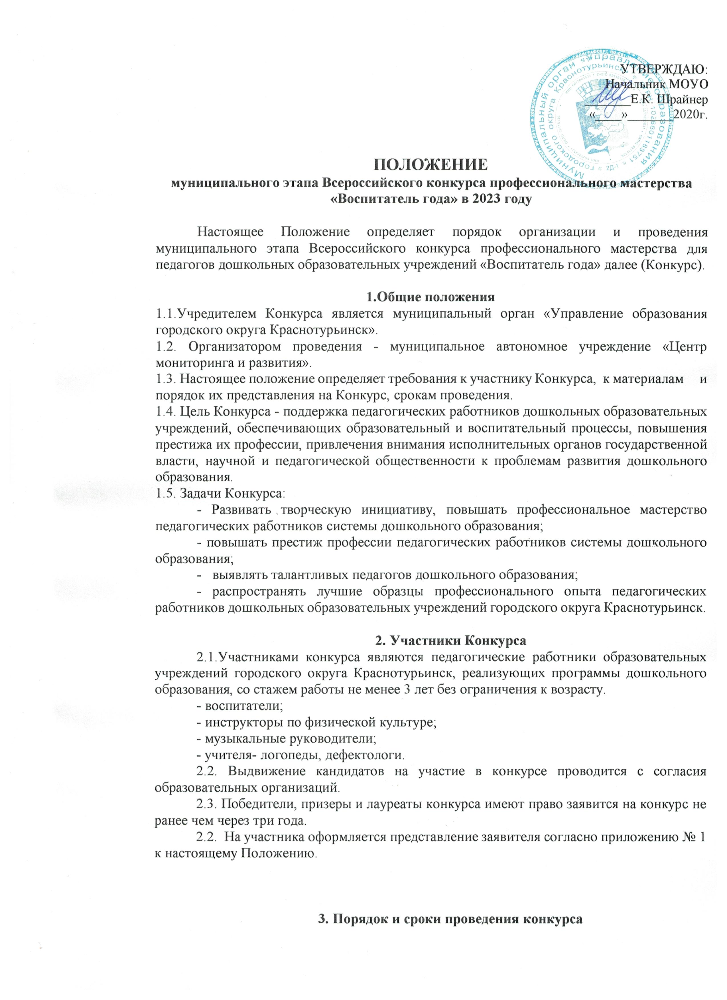 УТВЕРЖДАЮ:
Начальник МОУО
_______Е.К. Шрайнер
«____»_______2020г.
Муниципальный орган «Управление образования
городского округа Краснотурьинск» * ОГРН 1026601183751 * 2Д-1 *
ПОЛОЖЕНИЕ
муниципального этапа Всероссийского конкурса профессионального мастерства
«Воспитатель года» в 2023 году
Настоящее Положение определяет порядок организации и проведения
муниципального этапа Всероссийского конкурса профессионального мастерства для
педагогов дошкольных образовательных учреждений «Воспитатель года» далее (Конкурс).
1.Общие положения
1.1.Учредителем Конкурса является муниципальный орган «Управление образования
городского округа Краснотурьинск».
1.2. Организатором проведения - муниципальное автономное учреждение «Центр
мониторинга и развития».
1.3. Настоящее положение определяет требования к участнику Конкурса, к материалам и
порядок их представления на Конкурс, срокам проведения.
1.4. Цель Конкурса - поддержка педагогических работников дошкольных образовательных
учреждений, обеспечивающих образовательный и воспитательный процессы, повышения
престижа их профессии, привлечения внимания исполнительных органов государственной
власти, научной и педагогической общественности к проблемам развития дошкольного
образования.
1.5. Задачи Конкурса:
- Развивать творческую инициативу, повышать профессиональное мастерство
педагогических работников системы дошкольного образования;
- повышать престиж профессии педагогических работников системы дошкольного
образования;
- выявлять талантливых педагогов дошкольного образования;
- распространять лучшие образцы профессионального опыта педагогических
работников дошкольных образовательных учреждений городского округа Краснотурьинск.
2. Участники Конкурса
2.1.Участниками конкурса являются педагогические работники образовательных
учреждений городского округа Краснотурьинск, реализующих программы дошкольного
образования, со стажем работы не менее 3 лет без ограничения к возрасту.
- воспитатели;
- инструкторы по физической культуре;
- музыкальные руководители;
- учителя- логопеды, дефектологи.
2.2. Выдвижение кандидатов на участие в конкурсе проводится с согласия
образовательных организаций.
2.3. Победители, призеры и лауреаты конкурса имеют право заявится на конкурс не
ранее чем через три года.
2.2. На участника оформляется представление заявителя согласно приложению № 1
к настоящему Положению.
3. Порядок и сроки проведения конкурса